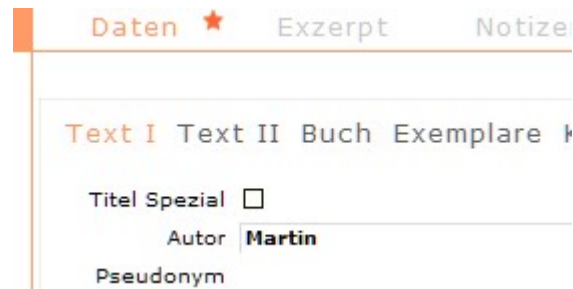 Daten Exzerpt Notizen
Text I Text II Buch Exemplare K
Titel Spezial
Autor Martin
Pseudonym